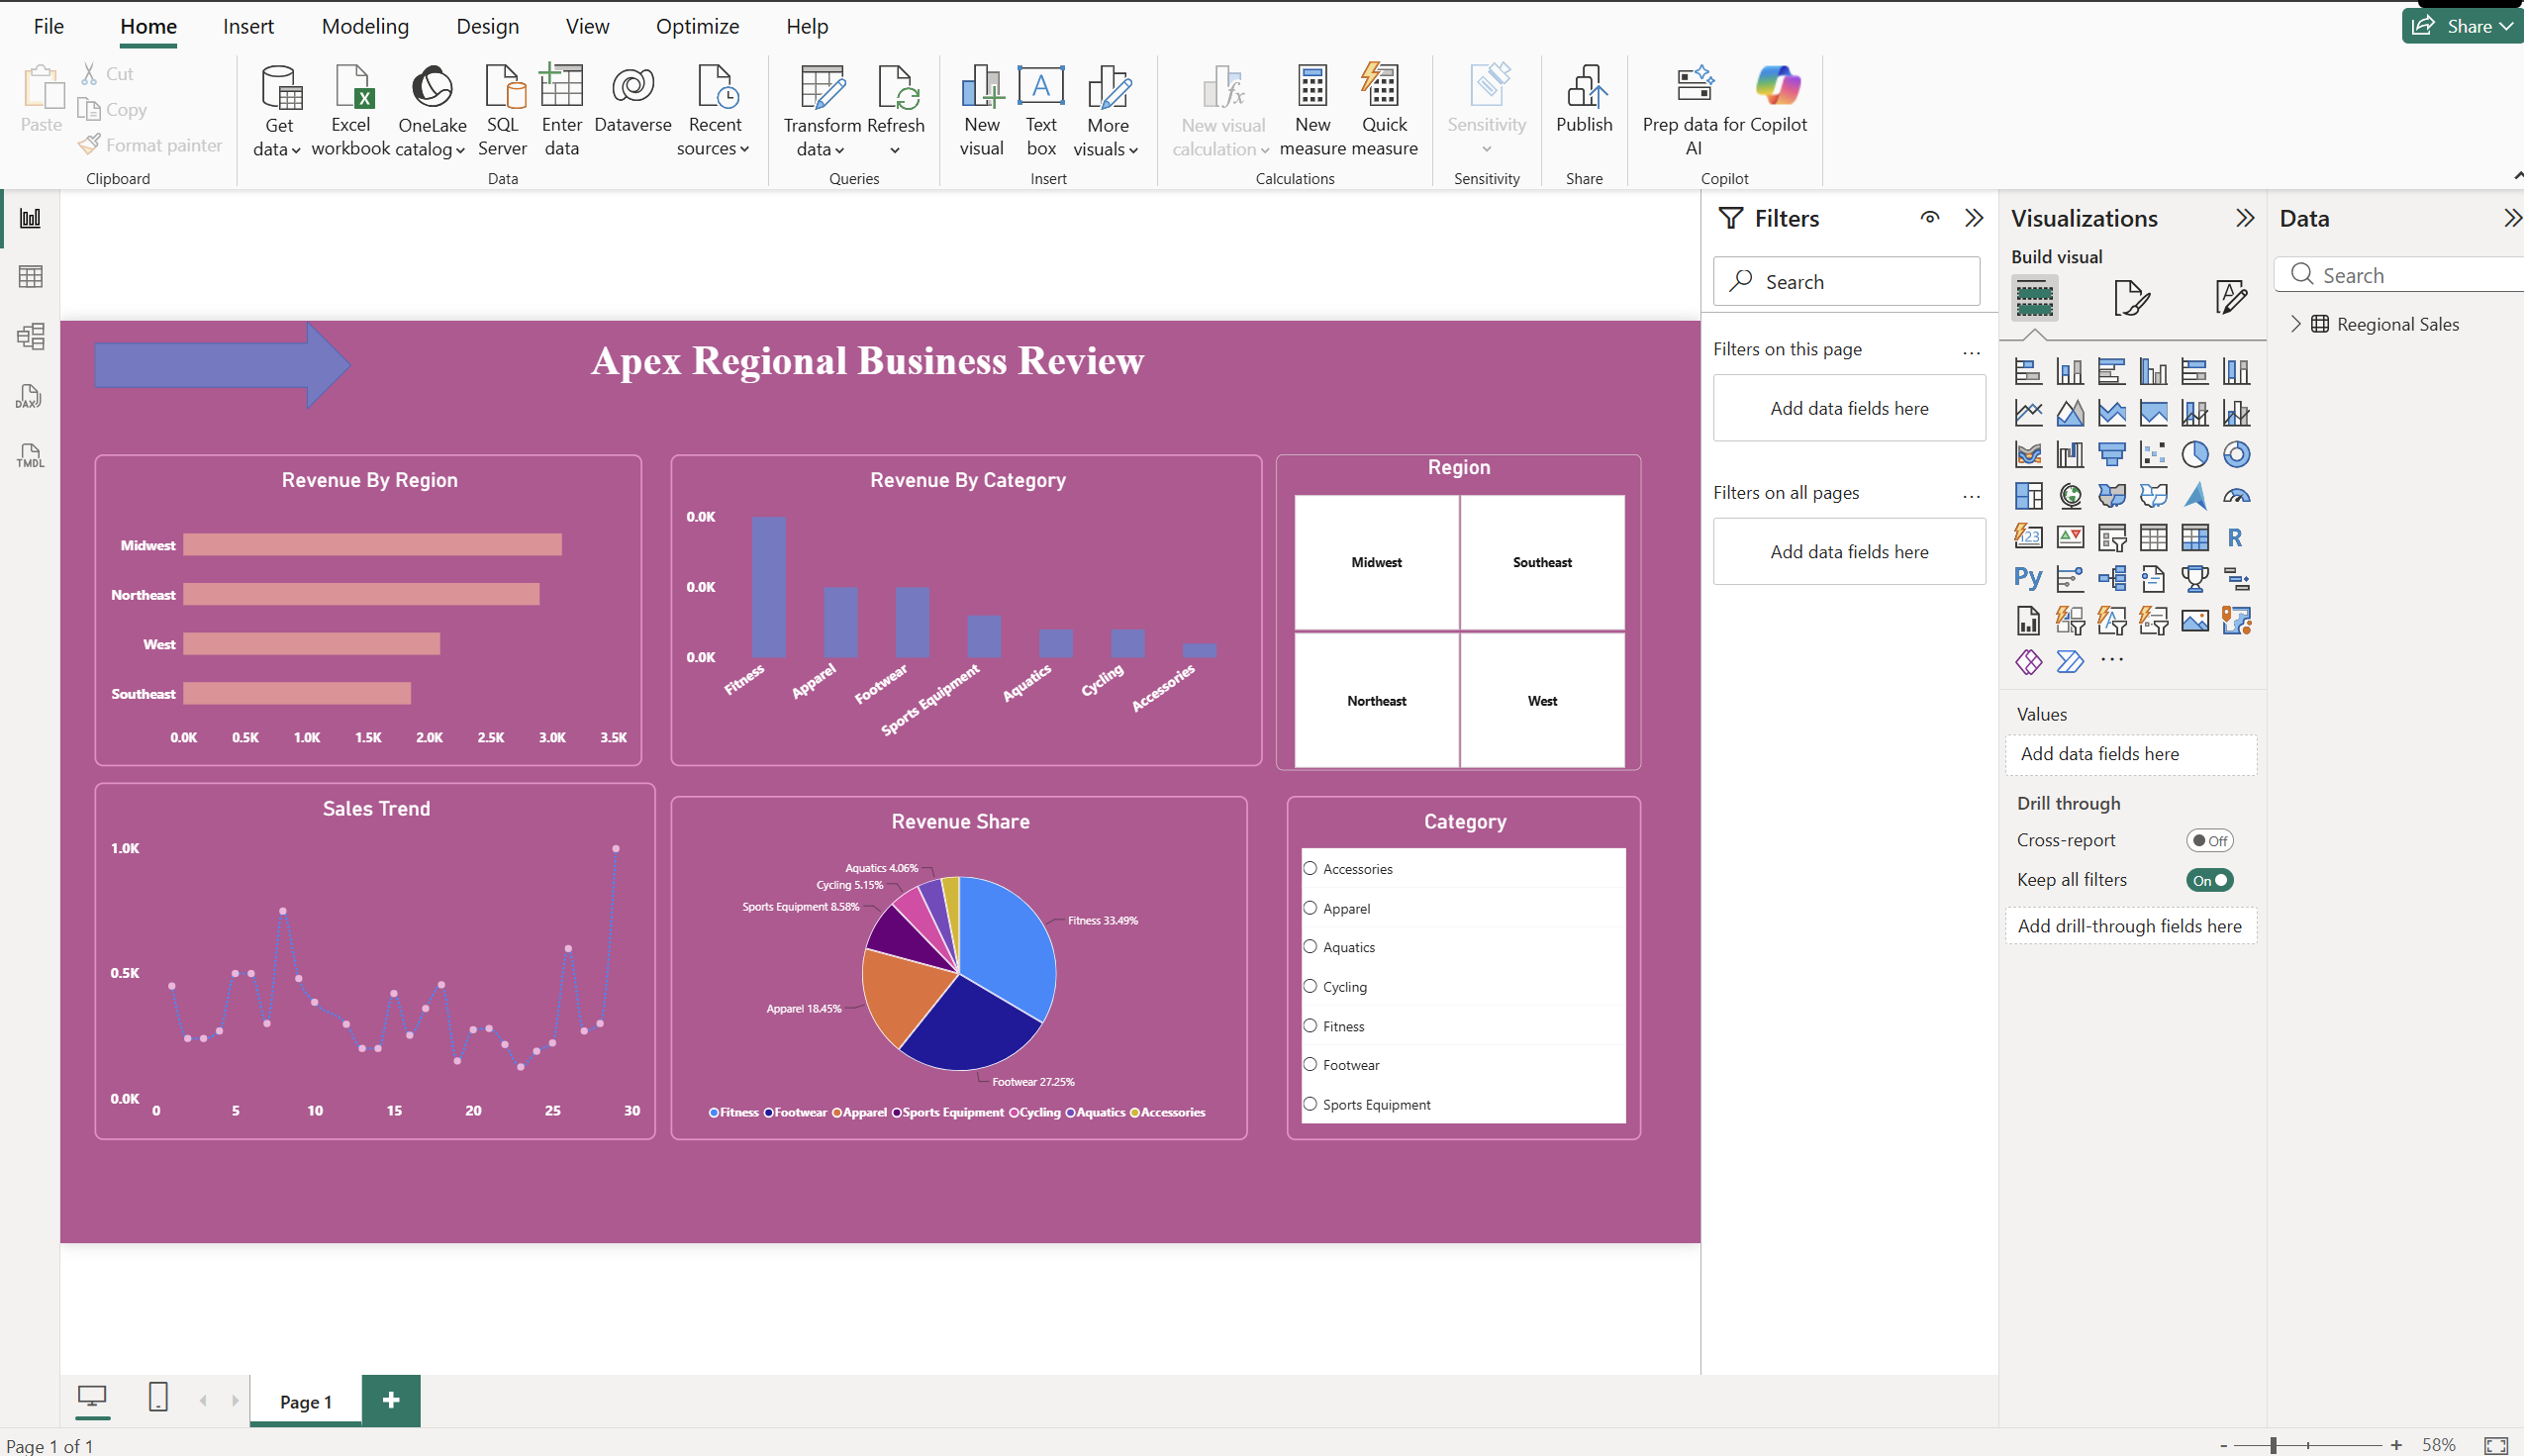 File Home Insert Modeling Design View Optimize Help
Share
Paste
Cut
Copy
Format painter
Clipboard
Get data
Excel workbook
OneLake catalog
SQL Server
Enter data
Dataverse
Recent sources
Data
Transform data
Refresh
Queries
New visual
Text box
More visuals
Insert
New visual calculation
New measure
Quick measure
Calculations
Sensitivity
Sensitivity
Publish
Share
Prep data for AI
Copilot
Copilot
DAX
TMDL
Apex Regional Business Review
Revenue By Region
Midwest
Northeast
West
Southeast
0.0K 0.5K 1.0K 1.5K 2.0K 2.5K 3.0K 3.5K
Revenue By Category
0.0K
0.0K
0.0K
Fitness Apparel Footwear Sports Equipment Aquatics Cycling Accessories
Region
Midwest Southeast
Northeast West
Sales Trend
1.0K
0.5K
0.0K
0 5 10 15 20 25 30
Revenue Share
Aquatics 4.06%
Cycling 5.15%
Sports Equipment 8.58%
Fitness 33.49%
Apparel 18.45%
Footwear 27.25%
Fitness Footwear Apparel Sports Equipment Cycling Aquatics Accessories
Category
Accessories
Apparel
Aquatics
Cycling
Fitness
Footwear
Sports Equipment
Filters
Search
Filters on this page ...
Add data fields here
Filters on all pages ...
Add data fields here
Visualizations
Build visual
123
R
Py
...
Values
Add data fields here
Drill through
Cross-report Off
Keep all filters On
Add drill-through fields here
Data
Search
Reegional Sales
Page 1
+
Page 1 of 1
- + 58%